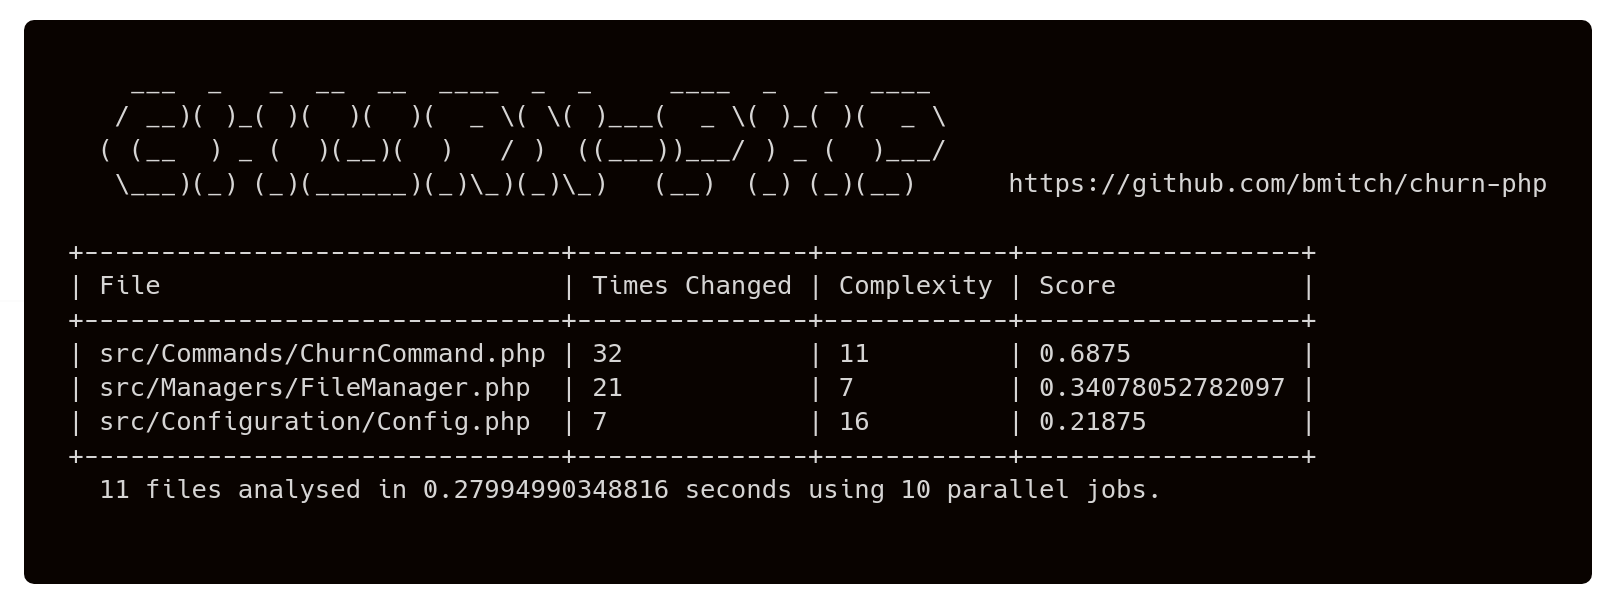 ___  _   _  __  __  ____  _  _     ____  _   _  ____
 / __)( )_( )(  )(  )(  _ \( \( )___(  _ \( )_( )(  _ \
( (__  ) _ (  )(__)(  )   / )  ((___))___/ ) _ (  )___/
 \___)(_) (_)(______)(_)\_)(_)\_)   (__)  (_) (_)(__)      https://github.com/bmitch/churn-php
+-------------------------------+---------------+------------+------------------+
| File                          | Times Changed | Complexity | Score            |
+-------------------------------+---------------+------------+------------------+
| src/Commands/ChurnCommand.php | 32            | 11         | 0.6875           |
| src/Managers/FileManager.php  | 21            | 7          | 0.34078052782097 |
| src/Configuration/Config.php  | 7             | 16         | 0.21875          |
+-------------------------------+---------------+------------+------------------+
  11 files analysed in 0.27994990348816 seconds using 10 parallel jobs.